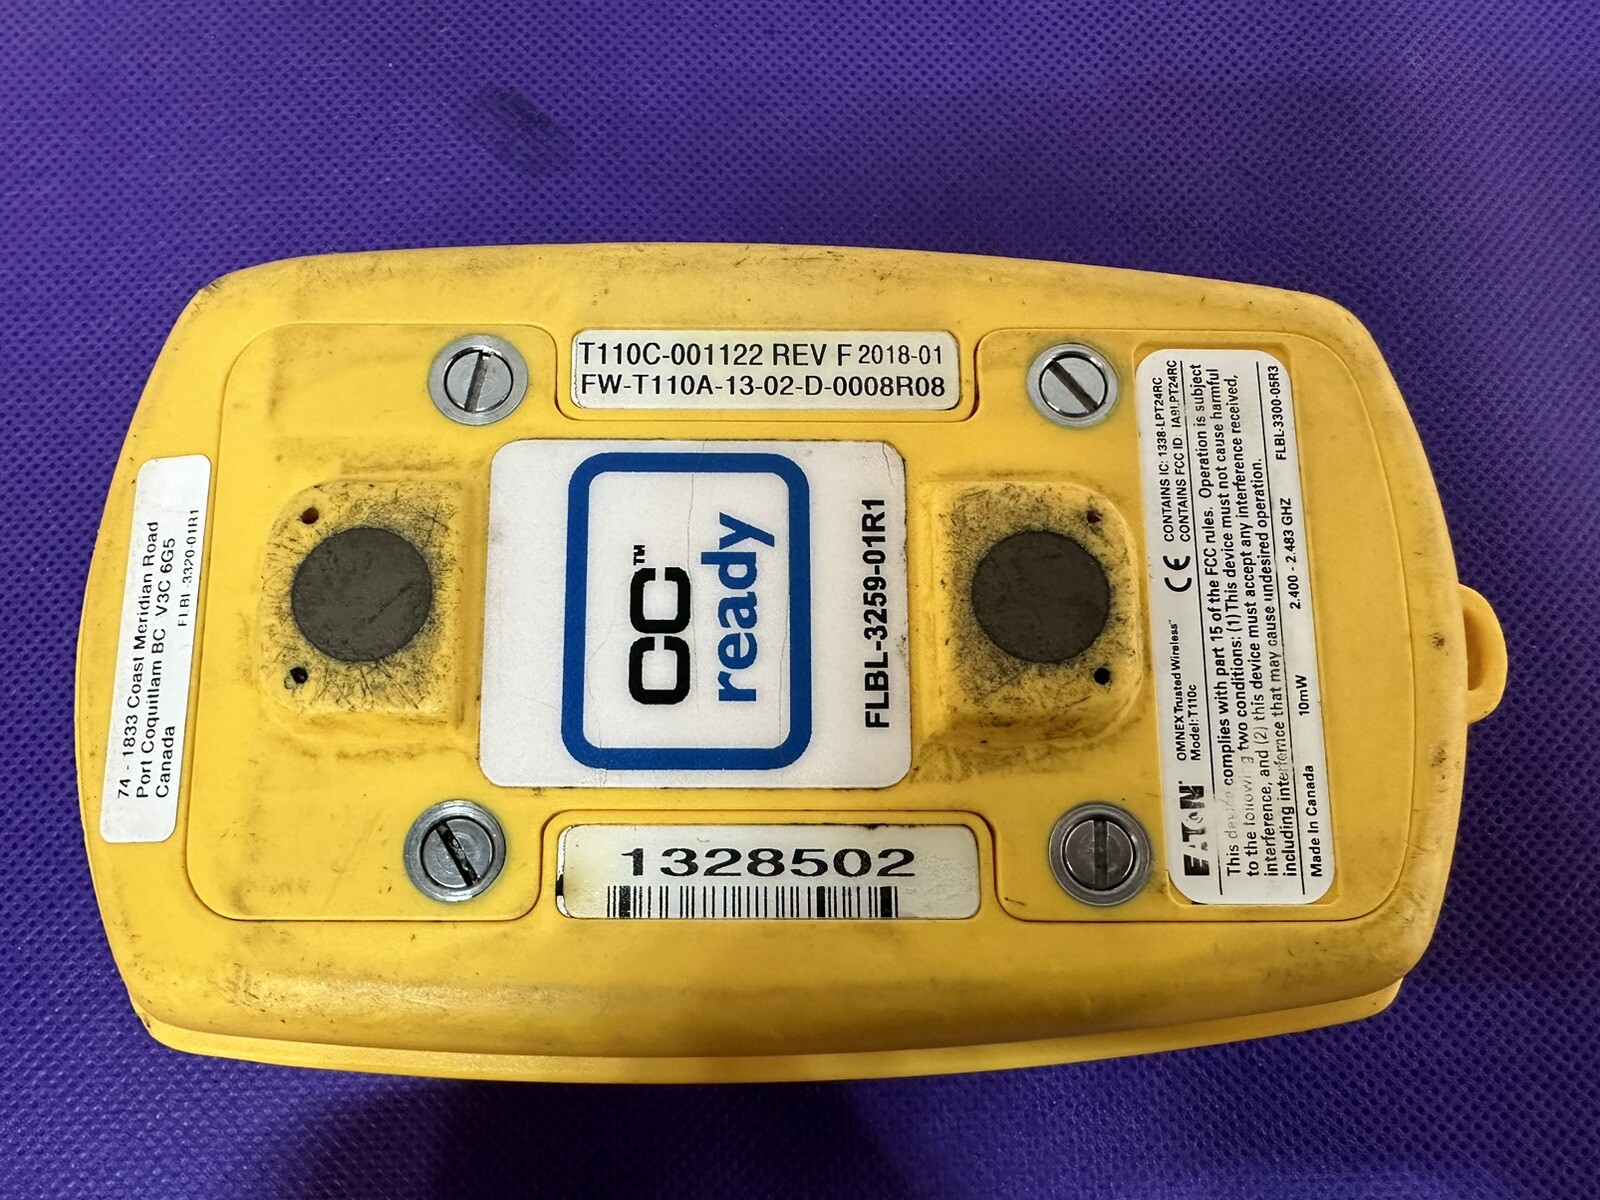 T110C-001122 REV F 2018-01
FW-T110A-13-02-D-0008R08
74 - 1833 Coast Meridian Road
Port Coquitlam BC V3C 6G5
Canada
FLBL-3320-01R1
CC™
ready
FLBL-3259-01R1
1328502
EATON OMNEX Trusted Wireless™
Model: T110c
CE
CONTAINS IC: 1338-LPT24RC
CONTAINS FCC ID: IA9LPT24RC
This device complies with part 15 of the FCC rules. Operation is subject
to the following two conditions: (1) This device must not cause harmful
interference, and (2) this device must accept any interference received,
including interference that may cause undesired operation.
Made In Canada 10mW 2.400 - 2.483 GHZ FLBL-3300-05R3